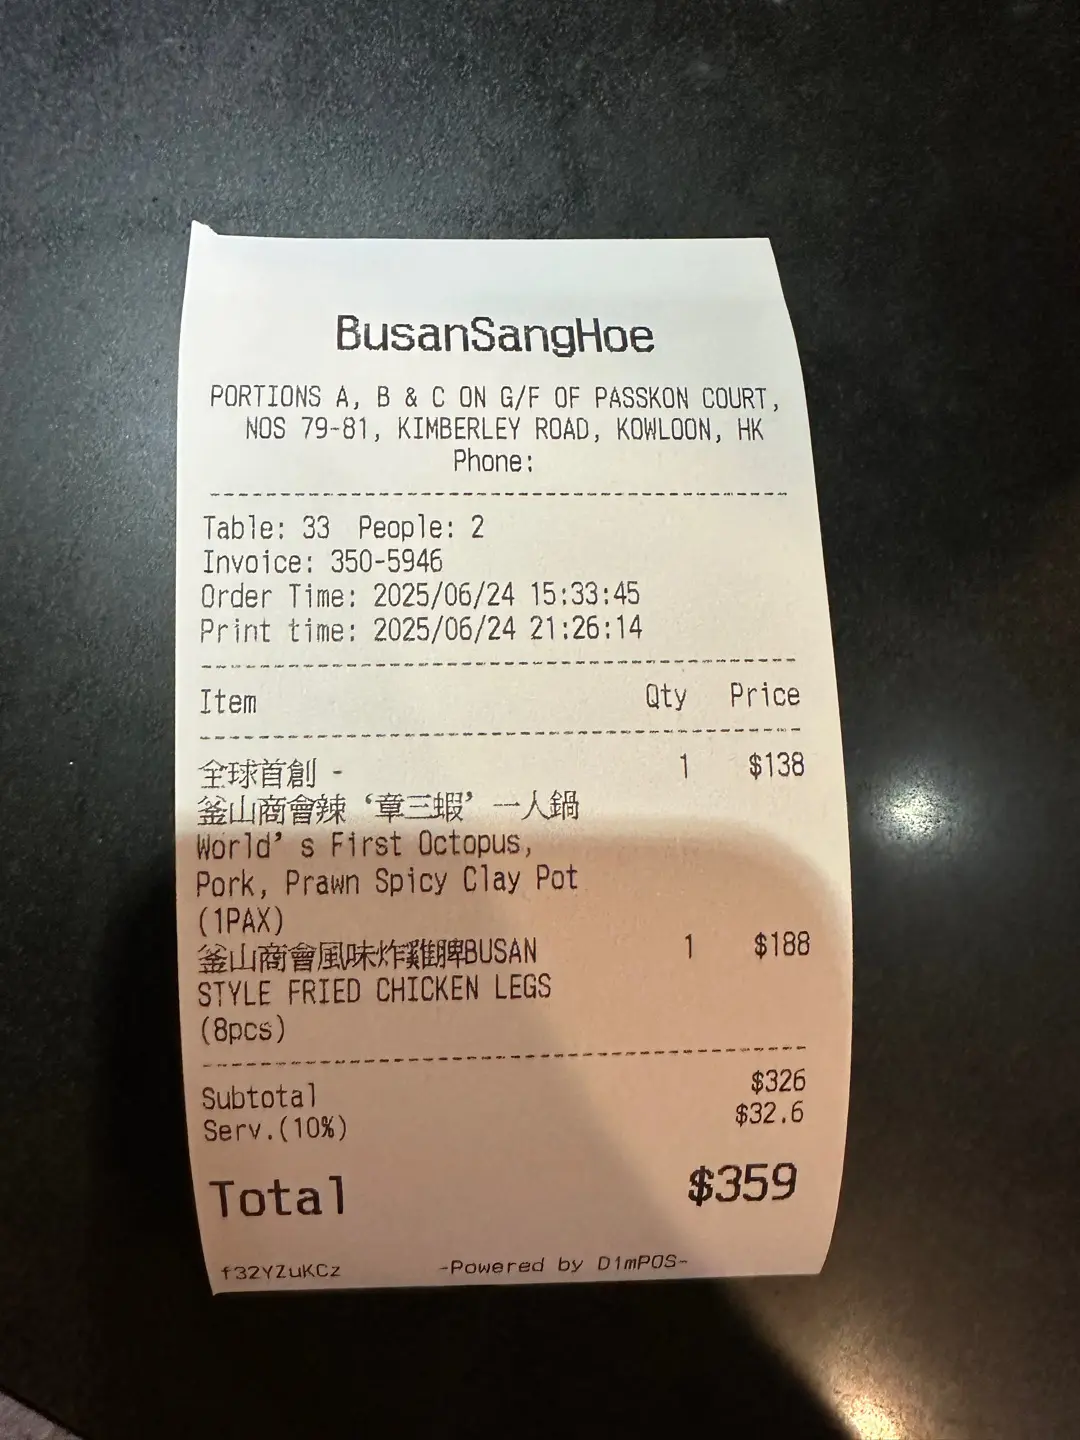 BusanSangHoe
PORTIONS A, B & C ON G/F OF PASSKON COURT,
NOS 79-81, KIMBERLEY ROAD, KOWLOON, HK
Phone:
Table: 33 People: 2
Invoice: 350-5946
Order Time: 2025/06/24 15:33:45
Print time: 2025/06/24 21:26:14
Item Qty Price
全球首創 - 1 $138
釜山商會辣‘章三蝦’一人鍋
World's First Octopus,
Pork, Prawn Spicy Clay Pot
(1PAX)
釜山商會風味炸雞髀BUSAN 1 $188
STYLE FRIED CHICKEN LEGS
(8pcs)
Subtotal $326
Serv.(10%) $32.6
Total $359
f32YZuKCz -Powered by D1mPOS-